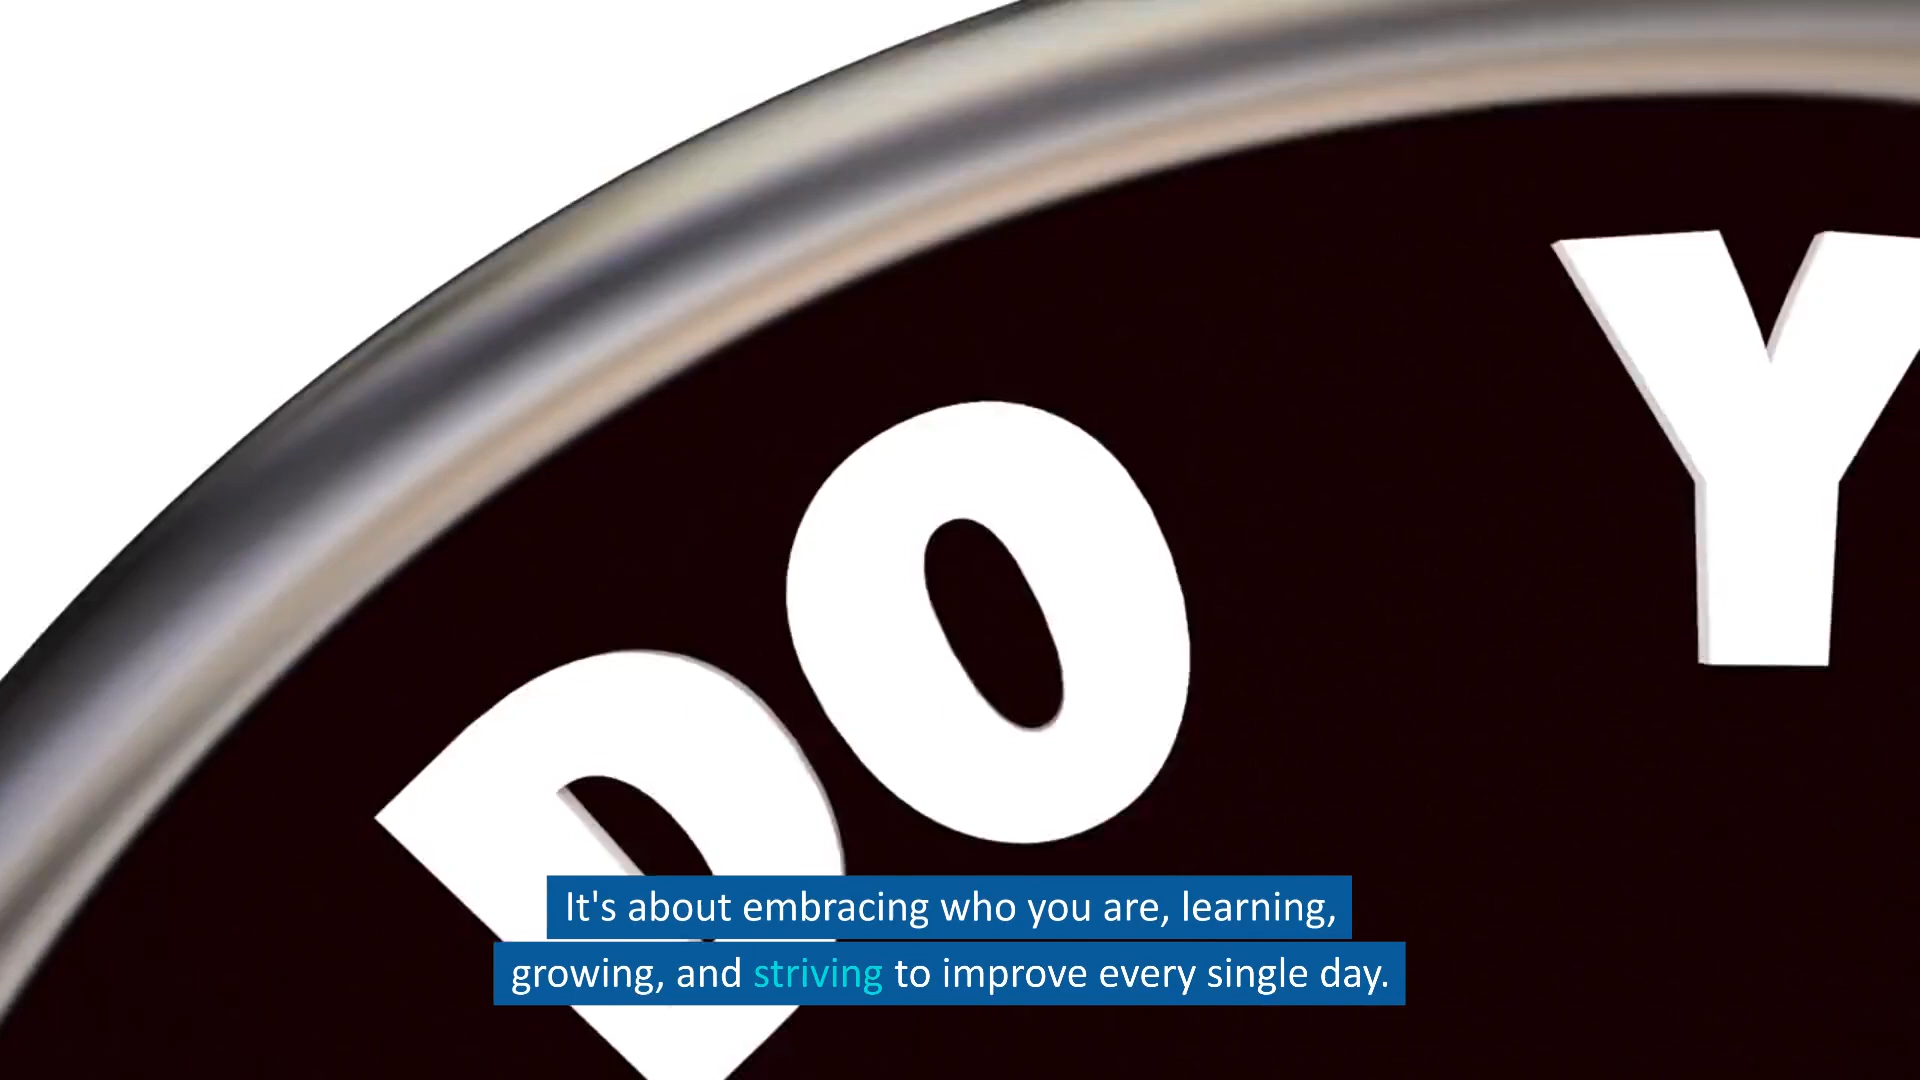 DO Y
It's about embracing who you are, learning,
growing, and striving to improve every single day.